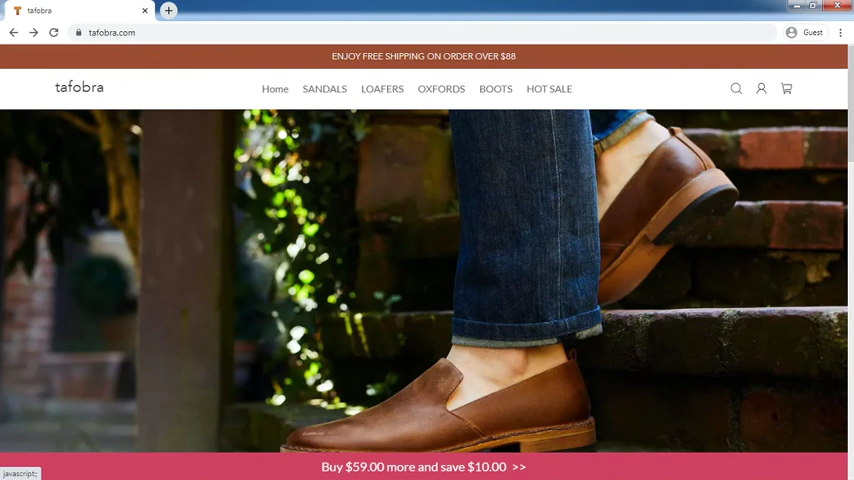 tafobra
tafobra.com
Guest
ENJOY FREE SHIPPING ON ORDER OVER $88
tafobra
Home SANDALS LOAFERS OXFORDS BOOTS HOT SALE
Buy $59.00 more and save $10.00 >>
javascript:;